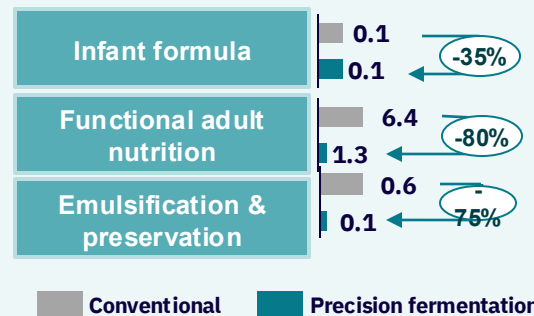 Infant formula
0.1
0.1
-35%
Functional adult
nutrition
6.4
1.3
-80%
Emulsification &
preservation
0.6
0.1
-
75%
Conventional
Precision fermentation